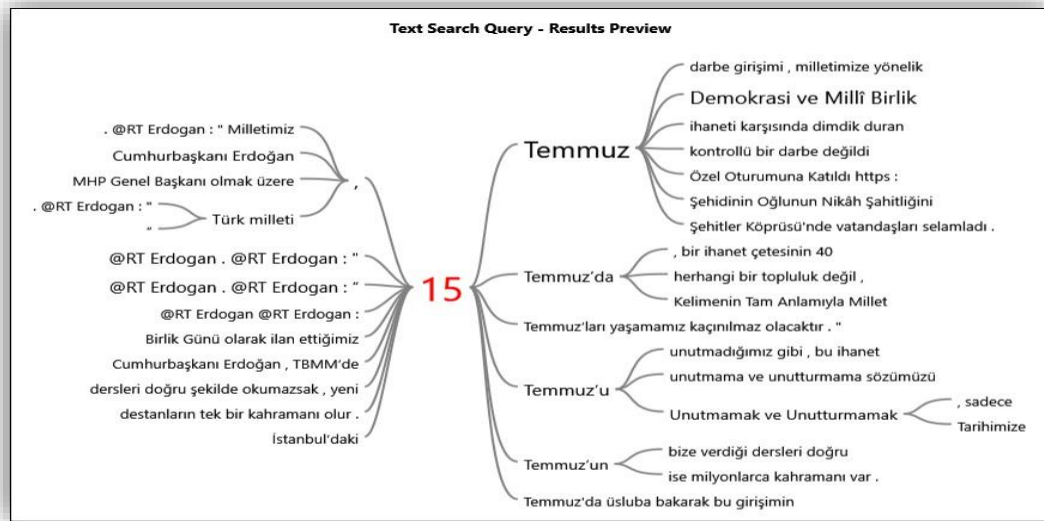 Text Search Query - Results Preview
. @RT Erdogan : " Milletimiz
Cumhurbaşkanı Erdoğan
MHP Genel Başkanı olmak üzere
,
. @RT Erdogan : "
"
Türk milleti
@RT Erdogan . @RT Erdogan : "
@RT Erdogan . @RT Erdogan : "
@RT Erdogan @RT Erdogan :
Birlik Günü olarak ilan ettiğimiz
Cumhurbaşkanı Erdoğan , TBMM'de
dersleri doğru şekilde okumazsak , yeni
destanların tek bir kahramanı olur .
İstanbul'daki
15
Temmuz
darbe girişimi , milletimize yönelik
Demokrasi ve Millî Birlik
ihaneti karşısında dimdik duran
kontrollü bir darbe değildi
Özel Oturumuna Katıldı https :
Şehidinin Oğlunun Nikâh Şahitliğini
Şehitler Köprüsü'nde vatandaşları selamladı .
Temmuz'da
, bir ihanet çetesinin 40
herhangi bir topluluk değil ,
Kelimenin Tam Anlamıyla Millet
Temmuz'ları yaşamamız kaçınılmaz olacaktır . "
Temmuz'u
unutmadığımız gibi , bu ihanet
unutmama ve unutturmama sözümüzü
Unutmamak ve Unutturmamak
, sadece
Tarihimize
Temmuz'un
bize verdiği dersleri doğru
ise milyonlarca kahramanı var .
Temmuz'da üsluba bakarak bu girişimin